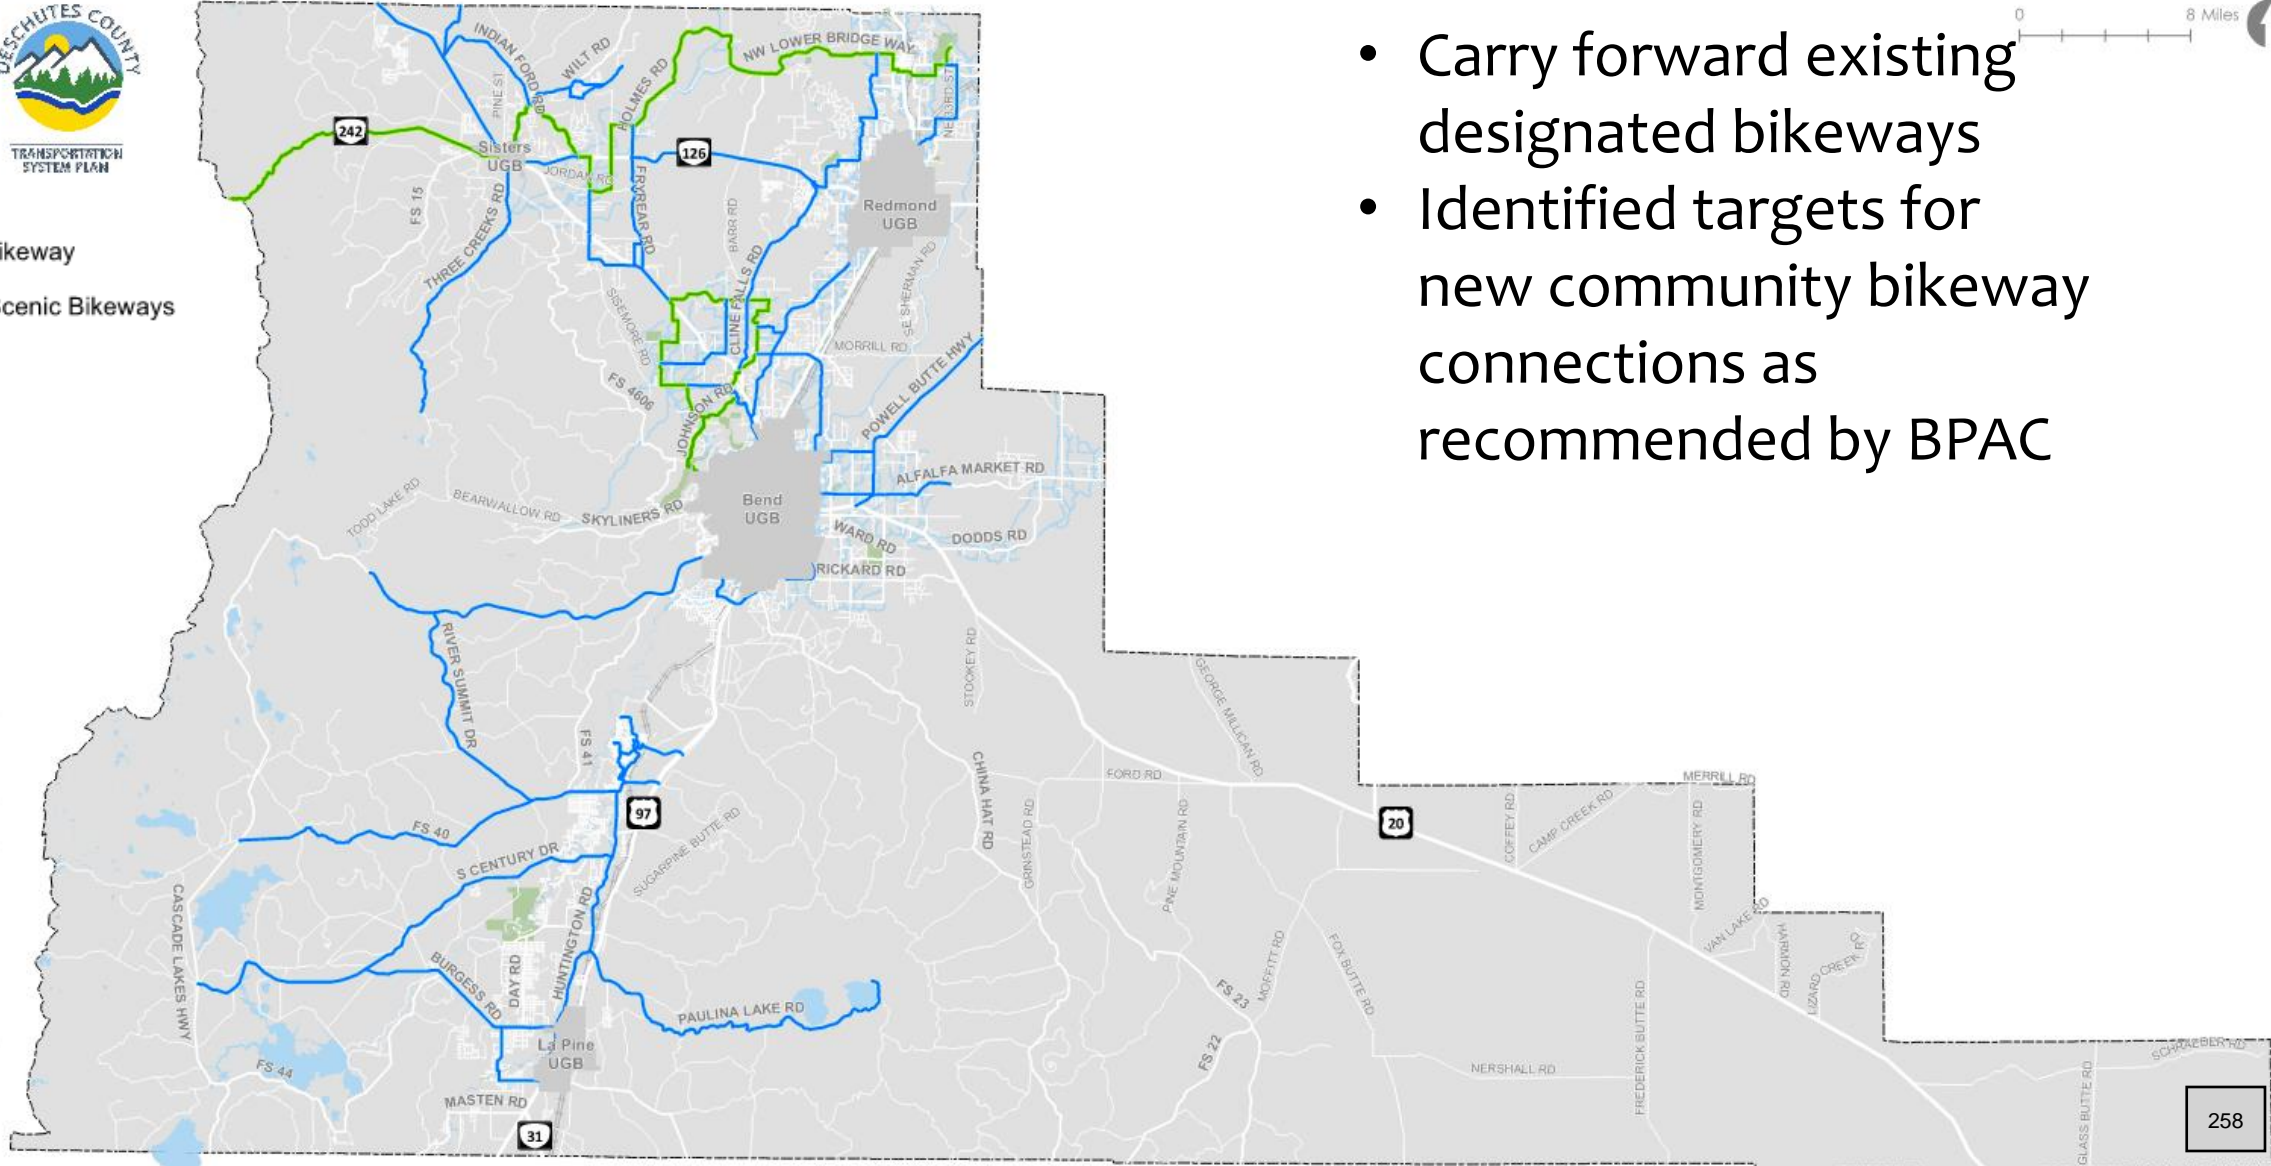 DESCHUTES COUNTY
TRANSPORTATION
SYSTEM PLAN
ikeway
cenic Bikeways
• Carry forward existing
designated bikeways
• Identified targets for
new community bikeway
connections as
recommended by BPAC
0
8 Miles
INDIAN FORD RD
WILT RD
PINE ST
HOLMES RD
NW LOWER BRIDGE WAY
NE 33RD ST
242
126
Sisters
UGB
JORDAN RD
FRYREAR RD
FS 15
THREE CREEKS RD
BARR RD
Redmond
UGB
CLINE FALLS RD
SE SHERMAN RD
SISEMORE RD
MORRILL RD
FS 4606
JOHNSON RD
POWELL BUTTE HWY
ALFALFA MARKET RD
TODD LAKE RD
BEARWALLOW RD
SKYLINERS RD
Bend
UGB
WARD RD
DODDS RD
RICKARD RD
RIVER SUMMIT DR
STOOKEY RD
GEORGE MILLICAN RD
FS 41
CHINA HAT RD
FORD RD
MERRILL RD
97
20
FS 40
S CENTURY DR
SUGARPINE BUTTE RD
GRINSTEAD RD
PINE MOUNTAIN RD
COFFEY RD
CAMP CREEK RD
MONTGOMERY RD
CASCADE LAKES HWY
HUNTINGTON RD
VAN LAKE RD
HARMON RD
LIZARD CREEK RD
BURGESS RD
DAY RD
PAULINA LAKE RD
MOFFITT RD
FOX BUTTE RD
FS 23
FREDERICK BUTTE RD
La Pine
UGB
FS 44
FS 22
NERSHALL RD
SCHRAEDER RD
GLASS BUTTE RD
MASTEN RD
31
258